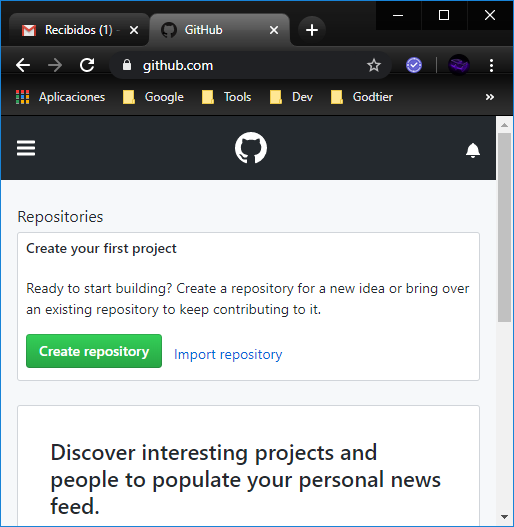 Recibidos (1) -
GitHub
github.com
Aplicaciones
Google
Tools
Dev
Godtier
»
Repositories
Create your first project
Ready to start building? Create a repository for a new idea or bring over
an existing repository to keep contributing to it.
Create repository
Import repository
Discover interesting projects and
people to populate your personal news
feed.